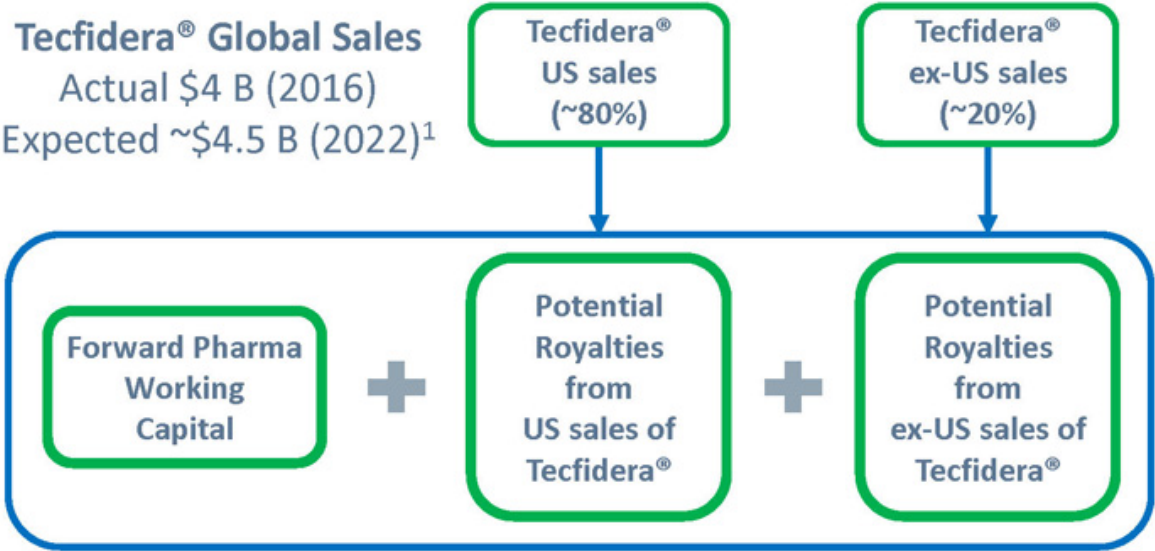 Tecfidera® Global Sales
Actual $4 B (2016)
Expected ~$4.5 B (2022)¹
Tecfidera®
US sales
(~80%)
Tecfidera®
ex-US sales
(~20%)
Forward Pharma
Working
Capital
Potential
Royalties
from
US sales of
Tecfidera®
Potential
Royalties
from
ex-US sales of
Tecfidera®